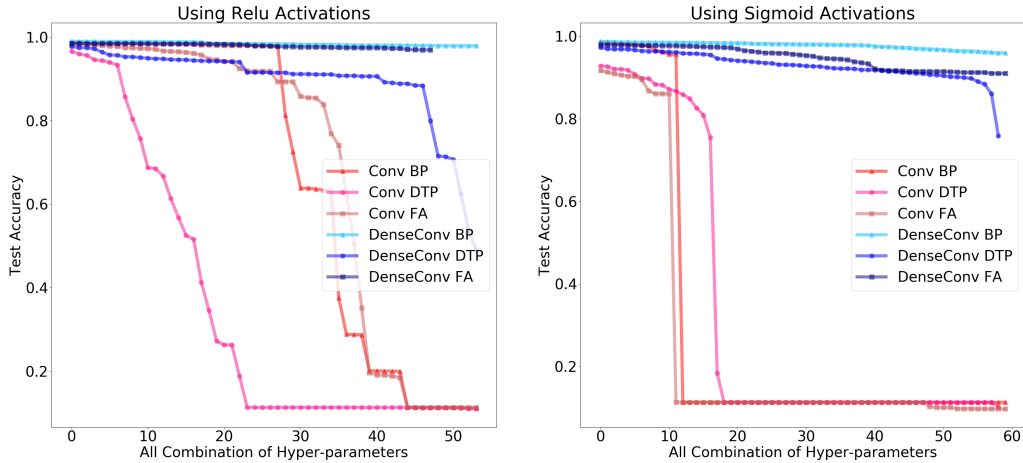 Using Relu Activations
1.0
0.8
0.6
0.4
0.2
Test Accuracy
Conv BP
Conv DTP
Conv FA
DenseConv BP
DenseConv DTP
DenseConv FA
0 10 20 30 40 50
All Combination of Hyper-parameters
Using Sigmoid Activations
1.0
0.8
0.6
0.4
0.2
Test Accuracy
Conv BP
Conv DTP
Conv FA
DenseConv BP
DenseConv DTP
DenseConv FA
0 10 20 30 40 50 60
All Combination of Hyper-parameters